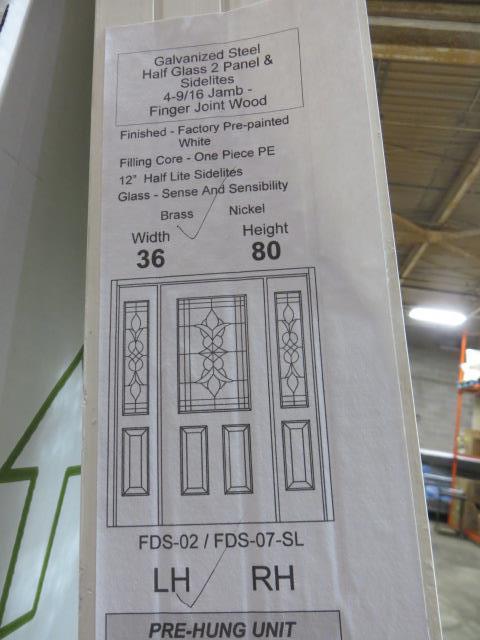 Galvanized Steel
Half Glass 2 Panel &
Sidelites
4-9/16 Jamb -
Finger Joint Wood
Finished - Factory Pre-painted
White
Filling Core - One Piece PE
12" Half Lite Sidelites
Glass - Sense And Sensibility
Brass Nickel
Width Height
36 80
FDS-02 / FDS-07-SL
LH RH
PRE-HUNG UNIT